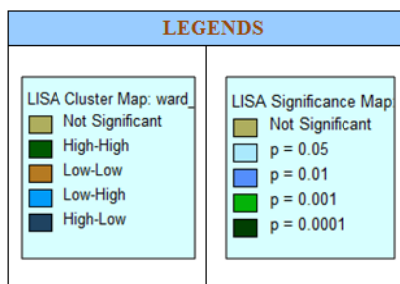 LEGENDS
LISA Cluster Map: ward_
Not Significant
High-High
Low-Low
Low-High
High-Low
LISA Significance Map:
Not Significant
p = 0.05
p = 0.01
p = 0.001
p = 0.0001